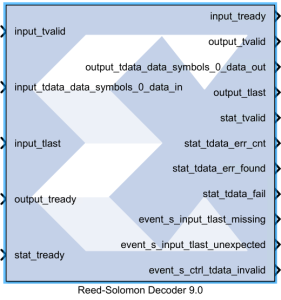 input_tready
input_tvalid
output_tvalid
output_tdata_data_symbols_0_data_out
input_tdata_data_symbols_0_data_in
output_tlast
stat_tvalid
input_tlast
stat_tdata_err_cnt
stat_tdata_err_found
stat_tdata_fail
output_tready
event_s_input_tlast_missing
event_s_input_tlast_unexpected
stat_tready
event_s_ctrl_tdata_invalid
Reed-Solomon Decoder 9.0